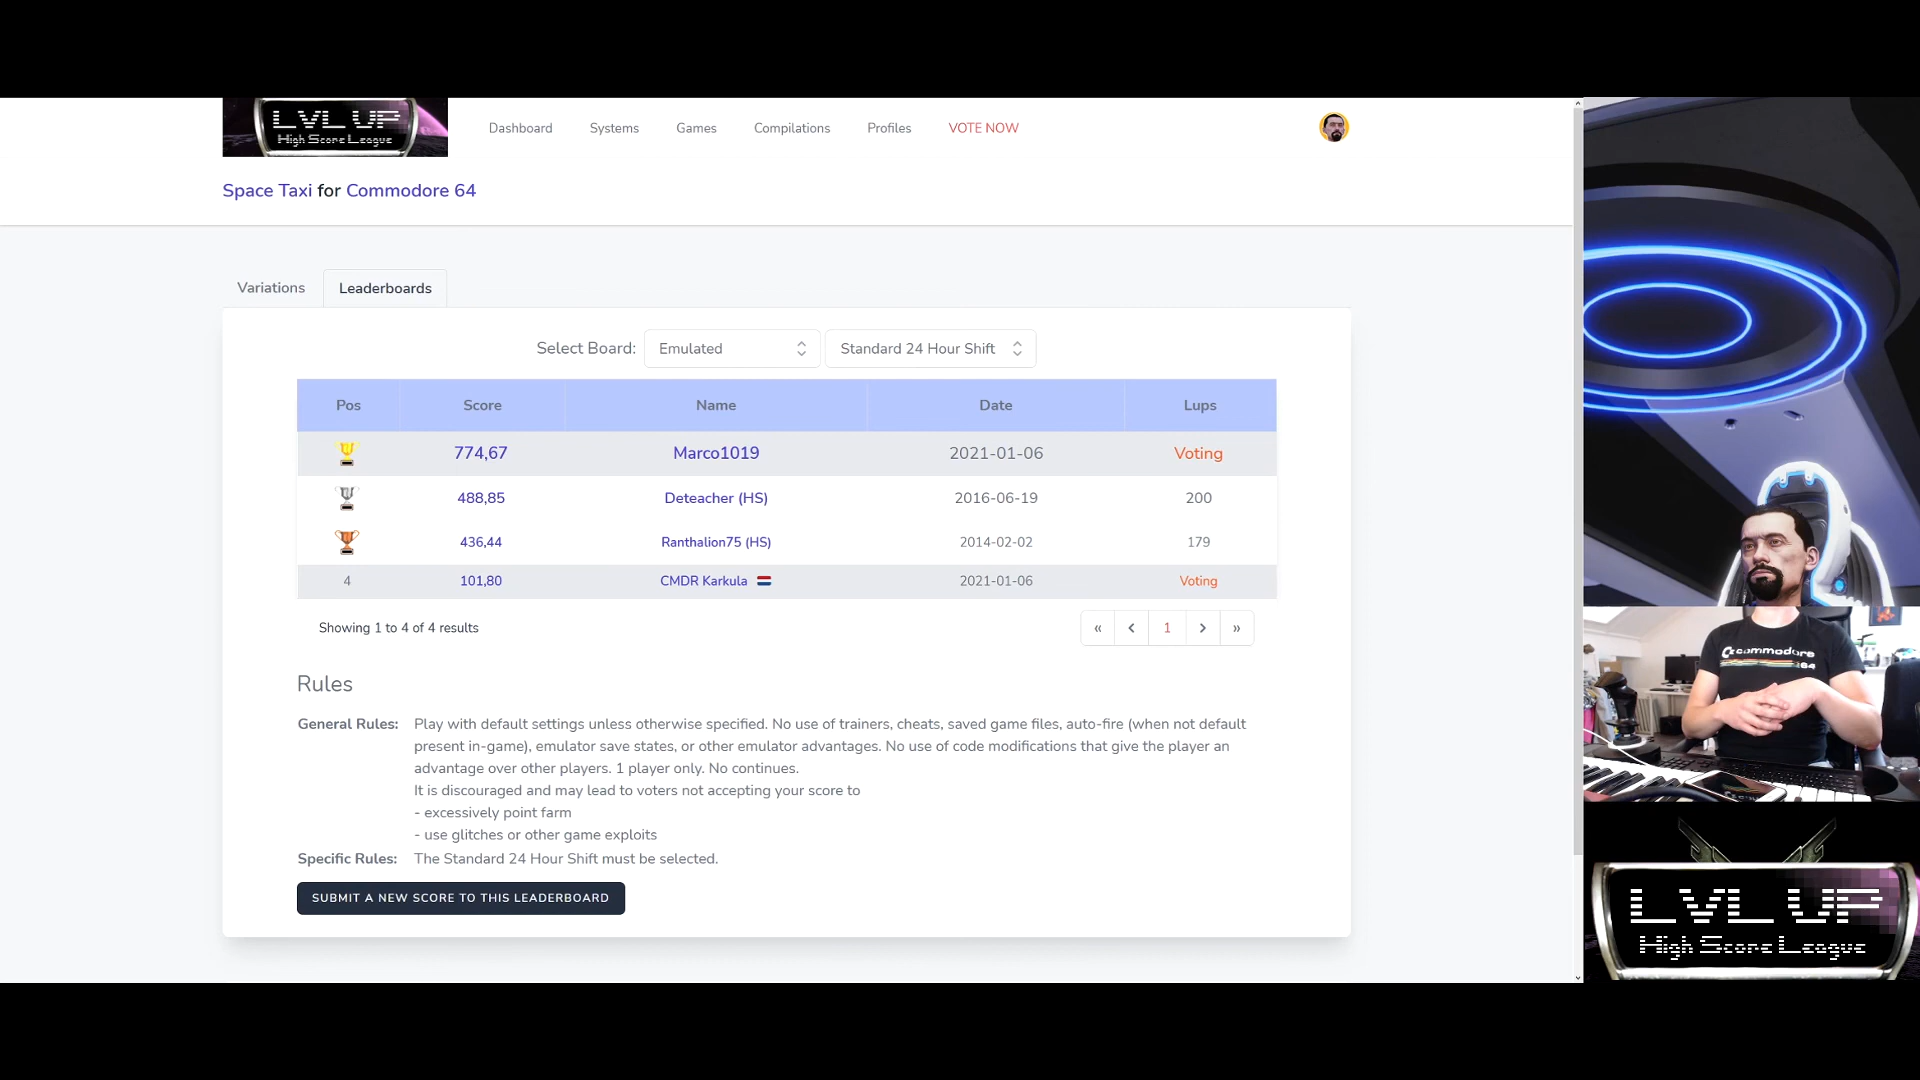 LVL UP
High Score League
Dashboard Systems Games Compilations Profiles VOTE NOW
Space Taxi for Commodore 64
Variations Leaderboards
Select Board: Emulated Standard 24 Hour Shift
Pos Score Name Date Lups
774,67 Marco1019 2021-01-06 Voting
488,85 Deteacher (HS) 2016-06-19 200
436,44 Ranthalion75 (HS) 2014-02-02 179
4 101,80 CMDR Karkula 2021-01-06 Voting
Showing 1 to 4 of 4 results
« ‹ 1 › »
Rules
General Rules: Play with default settings unless otherwise specified. No use of trainers, cheats, saved game files, auto-fire (when not default
present in-game), emulator save states, or other emulator advantages. No use of code modifications that give the player an
advantage over other players. 1 player only. No continues.
It is discouraged and may lead to voters not accepting your score to
- excessively point farm
- use glitches or other game exploits
Specific Rules: The Standard 24 Hour Shift must be selected.
SUBMIT A NEW SCORE TO THIS LEADERBOARD
commodore
64
LVL UP
High Score League